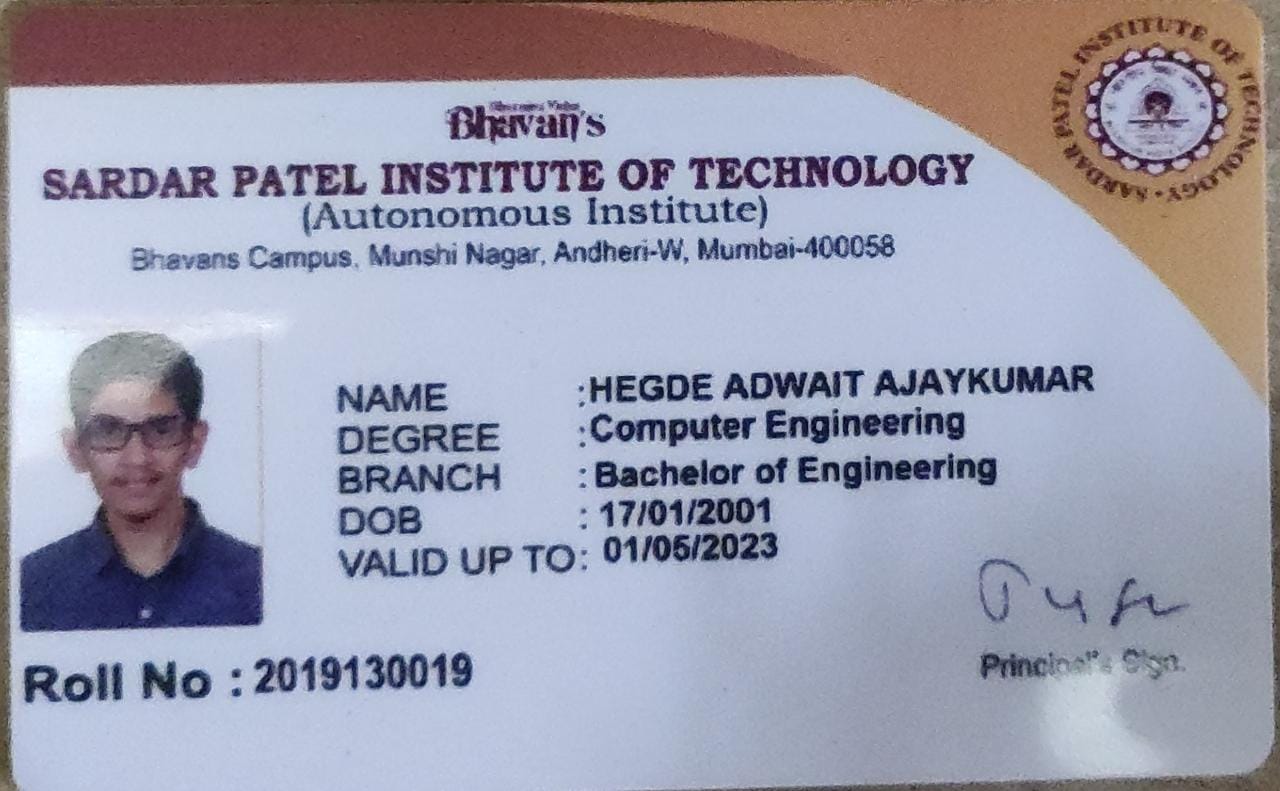 Bhavan's
SARDAR PATEL INSTITUTE OF TECHNOLOGY
(Autonomous Institute)
Bhavans Campus, Munshi Nagar, Andheri-W, Mumbai-400058
SARDAR PATEL INSTITUTE OF TECHNOLOGY
NAME :HEGDE ADWAIT AJAYKUMAR
DEGREE :Computer Engineering
BRANCH : Bachelor of Engineering
DOB : 17/01/2001
VALID UP TO: 01/05/2023
Principal's Sign.
Roll No : 2019130019